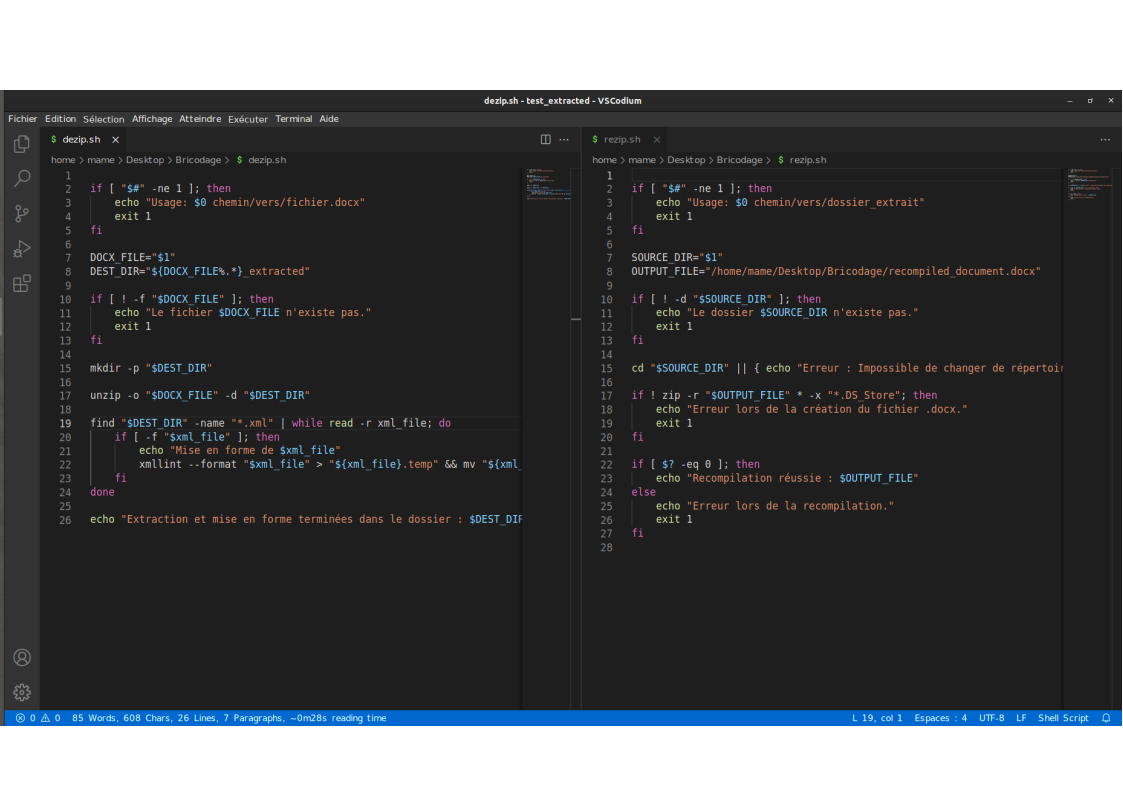 dezip.sh - test_extracted - VSCodium
Fichier Edition Sélection Affichage Atteindre Exécuter Terminal Aide
$ dezip.sh
home > mame > Desktop > Bricodage > $ dezip.sh
1
2 if [ "$#" -ne 1 ]; then
3 echo "Usage: $0 chemin/vers/fichier.docx"
4 exit 1
5 fi
6
7 DOCX_FILE="$1"
8 DEST_DIR="${DOCX_FILE%.*}_extracted"
9
10 if [ ! -f "$DOCX_FILE" ]; then
11 echo "Le fichier $DOCX_FILE n'existe pas."
12 exit 1
13 fi
14
15 mkdir -p "$DEST_DIR"
16
17 unzip -o "$DOCX_FILE" -d "$DEST_DIR"
18
19 find "$DEST_DIR" -name "*.xml" | while read -r xml_file; do
20 if [ -f "$xml_file" ]; then
21 echo "Mise en forme de $xml_file"
22 xmllint --format "$xml_file" > "${xml_file}.temp" && mv "${xml_
23 fi
24 done
25
26 echo "Extraction et mise en forme terminées dans le dossier : $DEST_DIR
$ rezip.sh
home > mame > Desktop > Bricodage > $ rezip.sh
1
2 if [ "$#" -ne 1 ]; then
3 echo "Usage: $0 chemin/vers/dossier_extrait"
4 exit 1
5 fi
6
7 SOURCE_DIR="$1"
8 OUTPUT_FILE="/home/mame/Desktop/Bricodage/recompiled_document.docx"
9
10 if [ ! -d "$SOURCE_DIR" ]; then
11 echo "Le dossier $SOURCE_DIR n'existe pas."
12 exit 1
13 fi
14
15 cd "$SOURCE_DIR" || { echo "Erreur : Impossible de changer de répertoir
16
17 if ! zip -r "$OUTPUT_FILE" * -x "*.DS_Store"; then
18 echo "Erreur lors de la création du fichier .docx."
19 exit 1
20 fi
21
22 if [ $? -eq 0 ]; then
23 echo "Recompilation réussie : $OUTPUT_FILE"
24 else
25 echo "Erreur lors de la recompilation."
26 exit 1
27 fi
28
0 0 85 Words, 608 Chars, 26 Lines, 7 Paragraphs, ~0m28s reading time
L 19, col 1 Espaces : 4 UTF-8 LF Shell Script